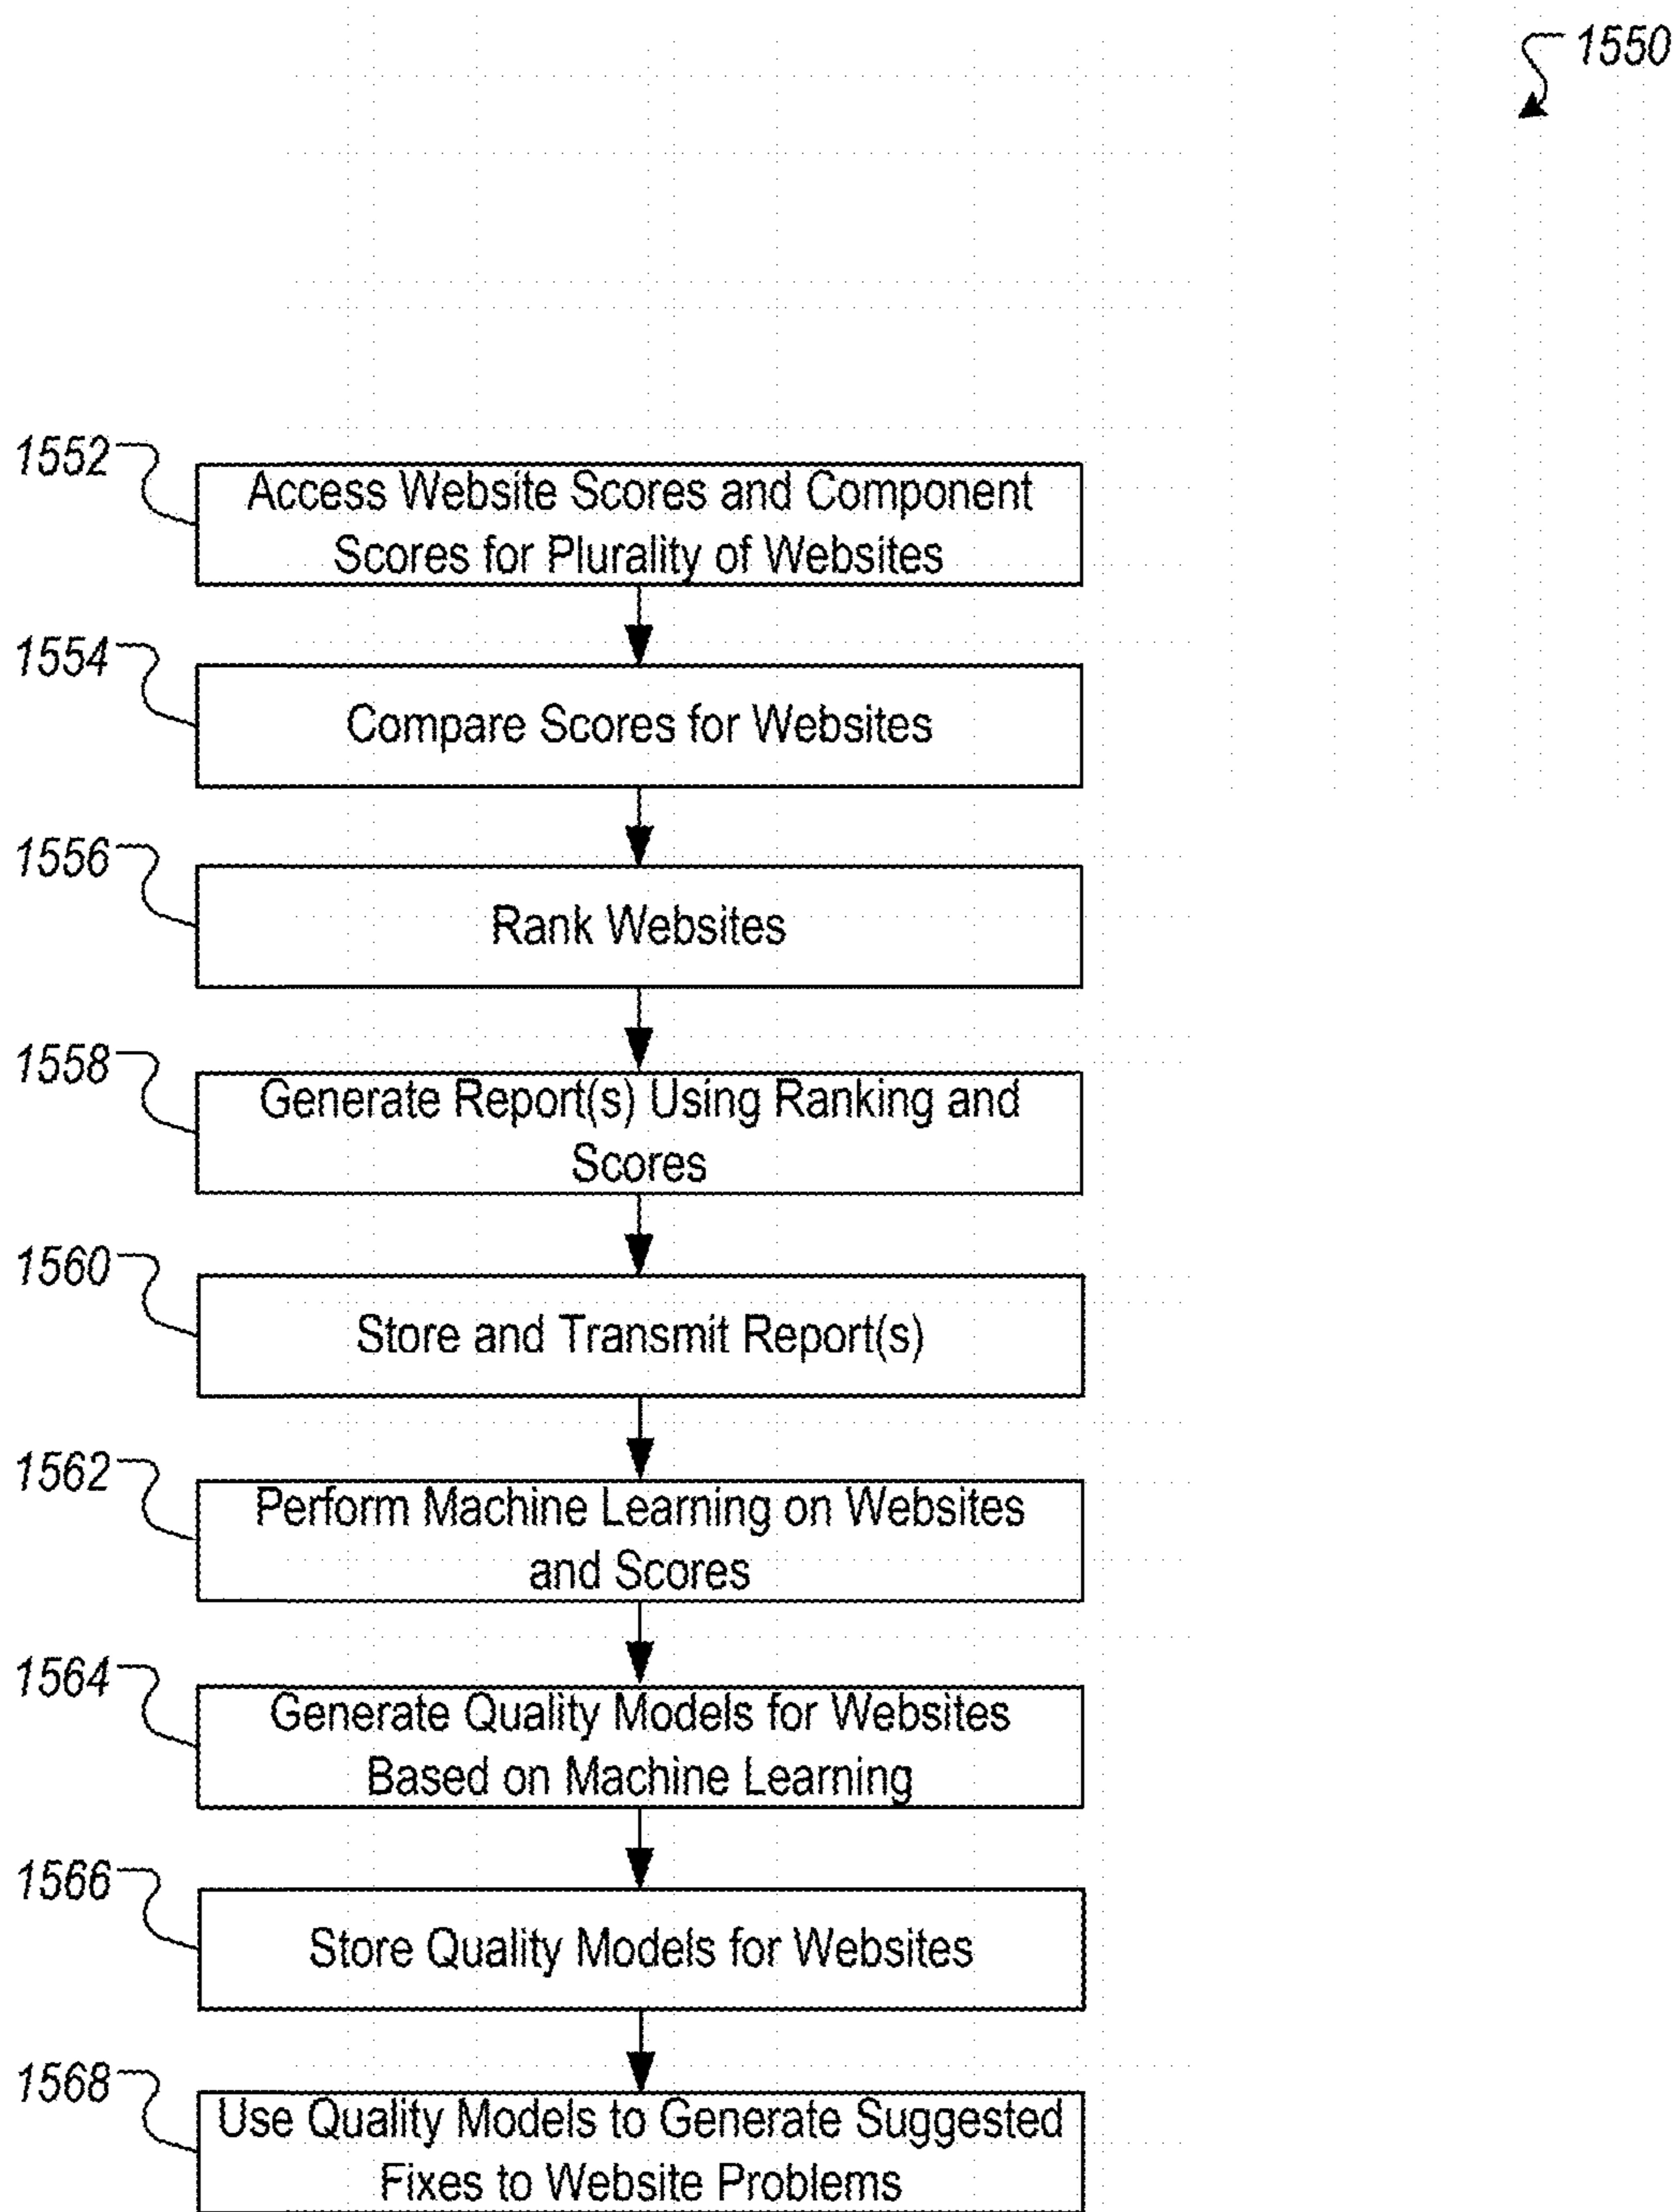 1550
1552
Access Website Scores and Component
Scores for Plurality of Websites
1554
Compare Scores for Websites
1556
Rank Websites
1558
Generate Report(s) Using Ranking and
Scores
1560
Store and Transmit Report(s)
1562
Perform Machine Learning on Websites
and Scores
1564
Generate Quality Models for Websites
Based on Machine Learning
1566
Store Quality Models for Websites
1568
Use Quality Models to Generate Suggested
Fixes to Website Problems